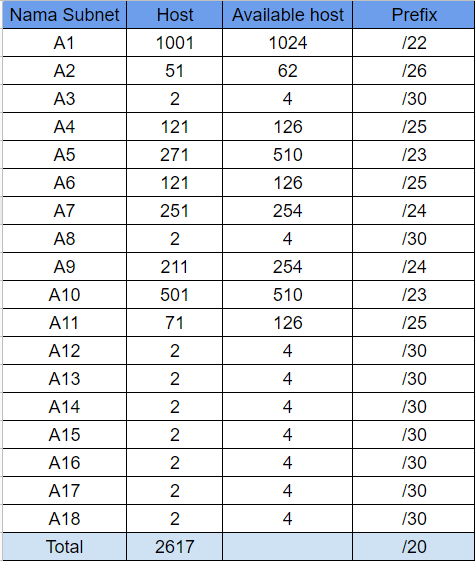 Nama Subnet Host Available host Prefix
A1 1001 1024 /22
A2 51 62 /26
A3 2 4 /30
A4 121 126 /25
A5 271 510 /23
A6 121 126 /25
A7 251 254 /24
A8 2 4 /30
A9 211 254 /24
A10 501 510 /23
A11 71 126 /25
A12 2 4 /30
A13 2 4 /30
A14 2 4 /30
A15 2 4 /30
A16 2 4 /30
A17 2 4 /30
A18 2 4 /30
Total 2617 /20